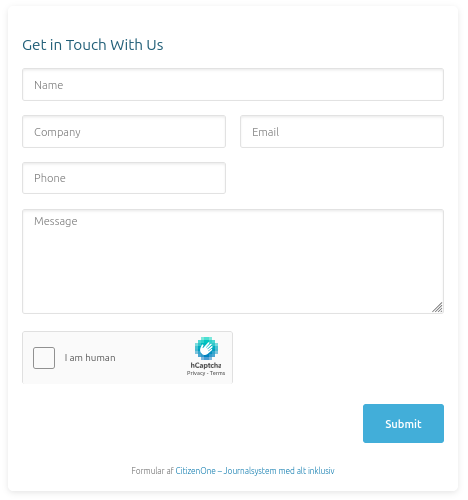 Get in Touch With Us
Name
Company
Email
Phone
Message
I am human
hCaptcha
Privacy - Terms
Submit
Formular af CitizenOne – Journalsystem med alt inklusiv